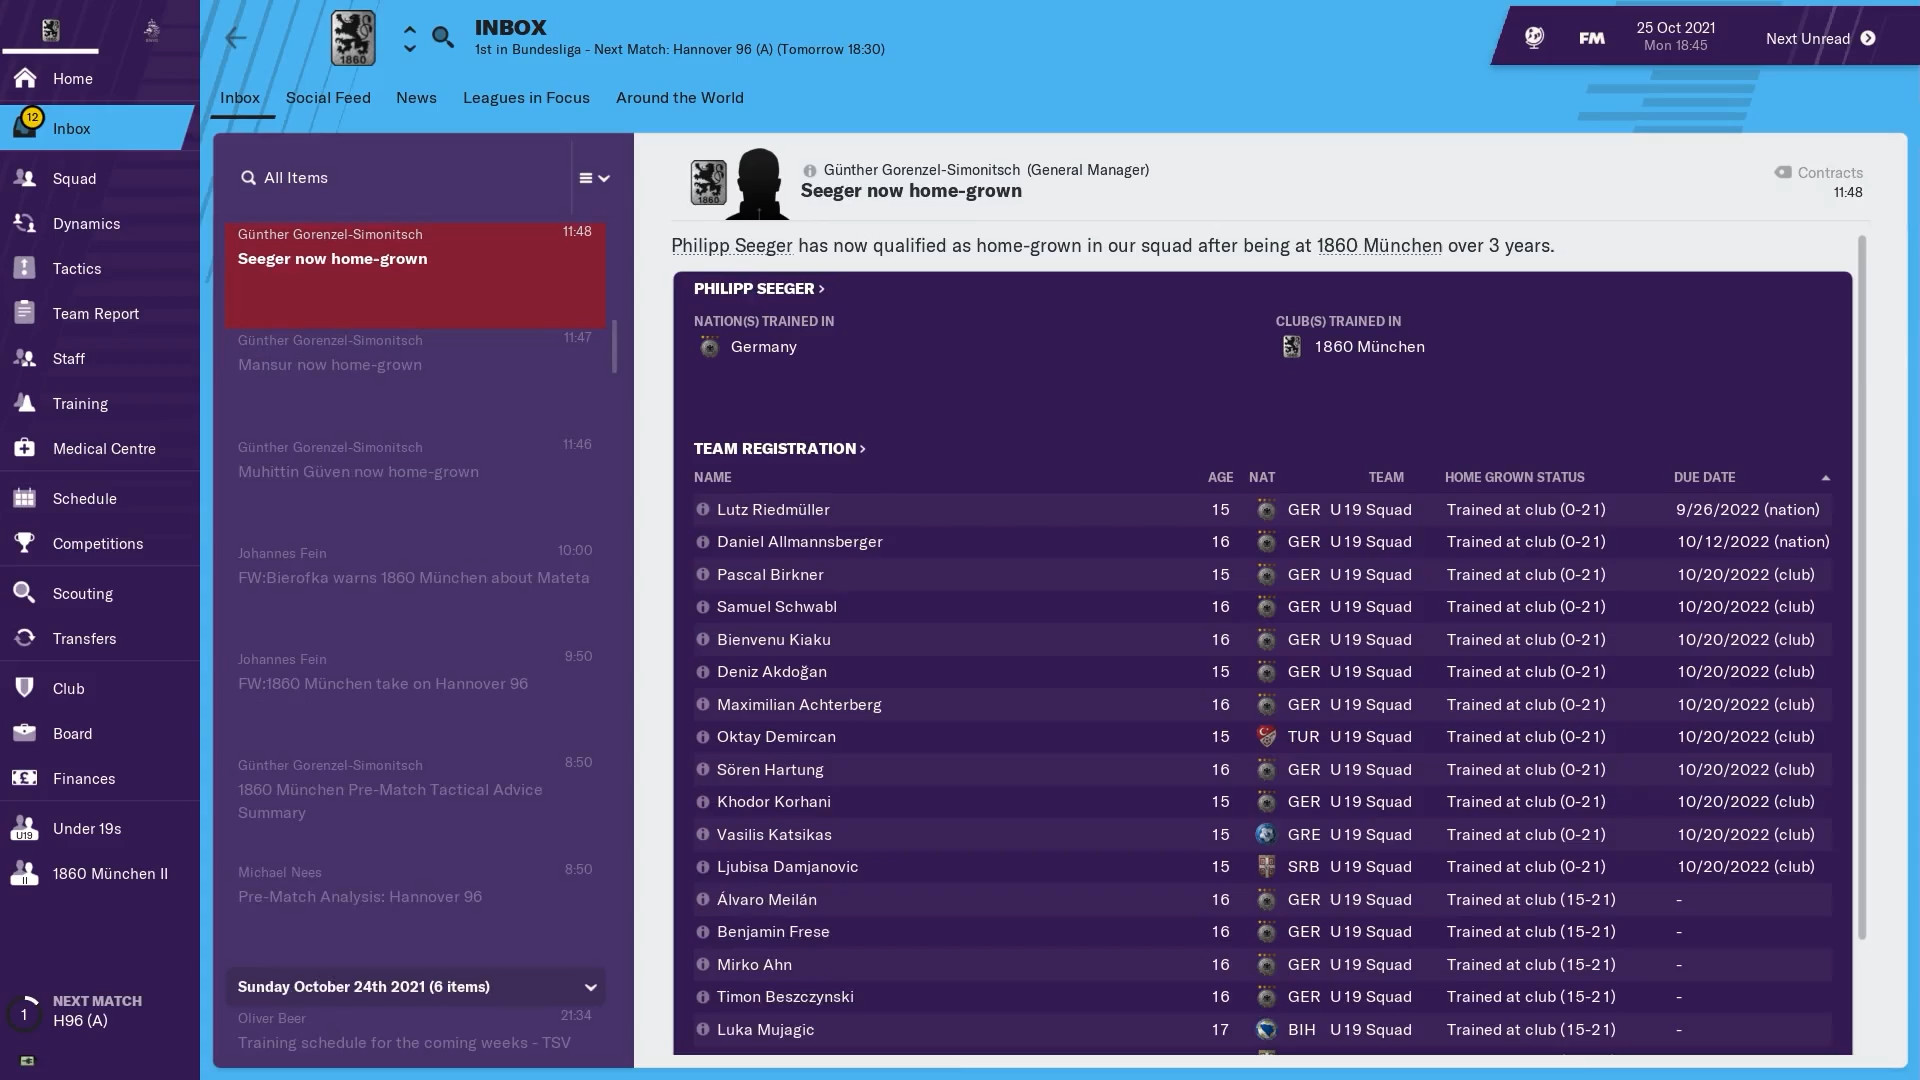 INBOX
1st in Bundesliga - Next Match: Hannover 96 (A) (Tomorrow 18:30)
25 Oct 2021
Mon 18:45
FM
Next Unread
1860
Home
12
Inbox
Squad
Dynamics
Tactics
Team Report
Staff
Training
Medical Centre
Schedule
Competitions
Scouting
Transfers
Club
Board
Finances
U19
Under 19s
II
1860 München II
NEXT MATCH
1
H96 (A)
Inbox
Social Feed
News
Leagues in Focus
Around the World
All Items
Günther Gorenzel-Simonitsch 11:48
Seeger now home-grown
Günther Gorenzel-Simonitsch 11:47
Mansur now home-grown
Günther Gorenzel-Simonitsch 11:46
Muhittin Güven now home-grown
Johannes Fein 10:00
FW:Bierofka warns 1860 München about Mateta
Johannes Fein 9:50
FW:1860 München take on Hannover 96
Günther Gorenzel-Simonitsch 8:50
1860 München Pre-Match Tactical Advice
Summary
Michael Nees 8:50
Pre-Match Analysis: Hannover 96
Sunday October 24th 2021 (6 items)
Oliver Beer 21:34
Training schedule for the coming weeks - TSV
1860
Günther Gorenzel-Simonitsch (General Manager)
Seeger now home-grown
Contracts
11:48
Philipp Seeger has now qualified as home-grown in our squad after being at 1860 München over 3 years.
PHILIPP SEEGER >
NATION(S) TRAINED IN
Germany
CLUB(S) TRAINED IN
1860 München
TEAM REGISTRATION >
NAME AGE NAT TEAM HOME GROWN STATUS DUE DATE
Lutz Riedmüller 15 GER U19 Squad Trained at club (0-21) 9/26/2022 (nation)
Daniel Allmannsberger 16 GER U19 Squad Trained at club (0-21) 10/12/2022 (nation)
Pascal Birkner 15 GER U19 Squad Trained at club (0-21) 10/20/2022 (club)
Samuel Schwabl 16 GER U19 Squad Trained at club (0-21) 10/20/2022 (club)
Bienvenu Kiaku 16 GER U19 Squad Trained at club (0-21) 10/20/2022 (club)
Deniz Akdoğan 15 GER U19 Squad Trained at club (0-21) 10/20/2022 (club)
Maximilian Achterberg 16 GER U19 Squad Trained at club (0-21) 10/20/2022 (club)
Oktay Demircan 15 TUR U19 Squad Trained at club (0-21) 10/20/2022 (club)
Sören Hartung 16 GER U19 Squad Trained at club (0-21) 10/20/2022 (club)
Khodor Korhani 15 GER U19 Squad Trained at club (0-21) 10/20/2022 (club)
Vasilis Katsikas 15 GRE U19 Squad Trained at club (0-21) 10/20/2022 (club)
Ljubisa Damjanovic 15 SRB U19 Squad Trained at club (0-21) 10/20/2022 (club)
Álvaro Meilán 16 GER U19 Squad Trained at club (15-21) -
Benjamin Frese 16 GER U19 Squad Trained at club (15-21) -
Mirko Ahn 16 GER U19 Squad Trained at club (15-21) -
Timon Beszczynski 16 GER U19 Squad Trained at club (15-21) -
Luka Mujagic 17 BIH U19 Squad Trained at club (15-21) -